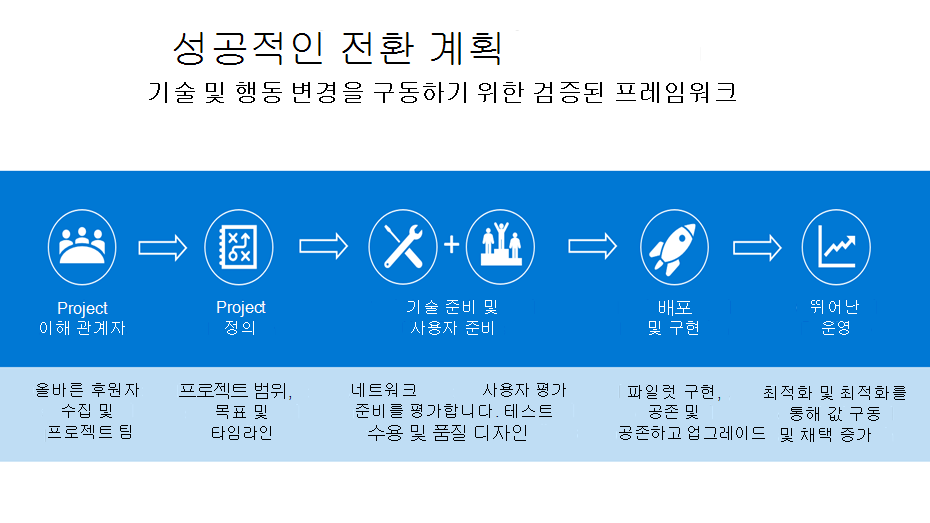 성공적인 전환 계획
기술 및 행동 변경을 구동하기 위한 검증된 프레임워크
Project
이해 관계자
Project
정의
+
기술 준비 및
사용자 준비
배포
및 구현
뛰어난
운영
올바른 후원자
수집 및
프로젝트 팀
프로젝트 범위,
목표 및
타임라인
네트워크 사용자 평가
준비를 평가합니다. 테스트
수용 및 품질 디자인
파일럿 구현,
공존 및
공존하고 업그레이드
최적화 및 최적화를
통해 값 구동
및 채택 증가